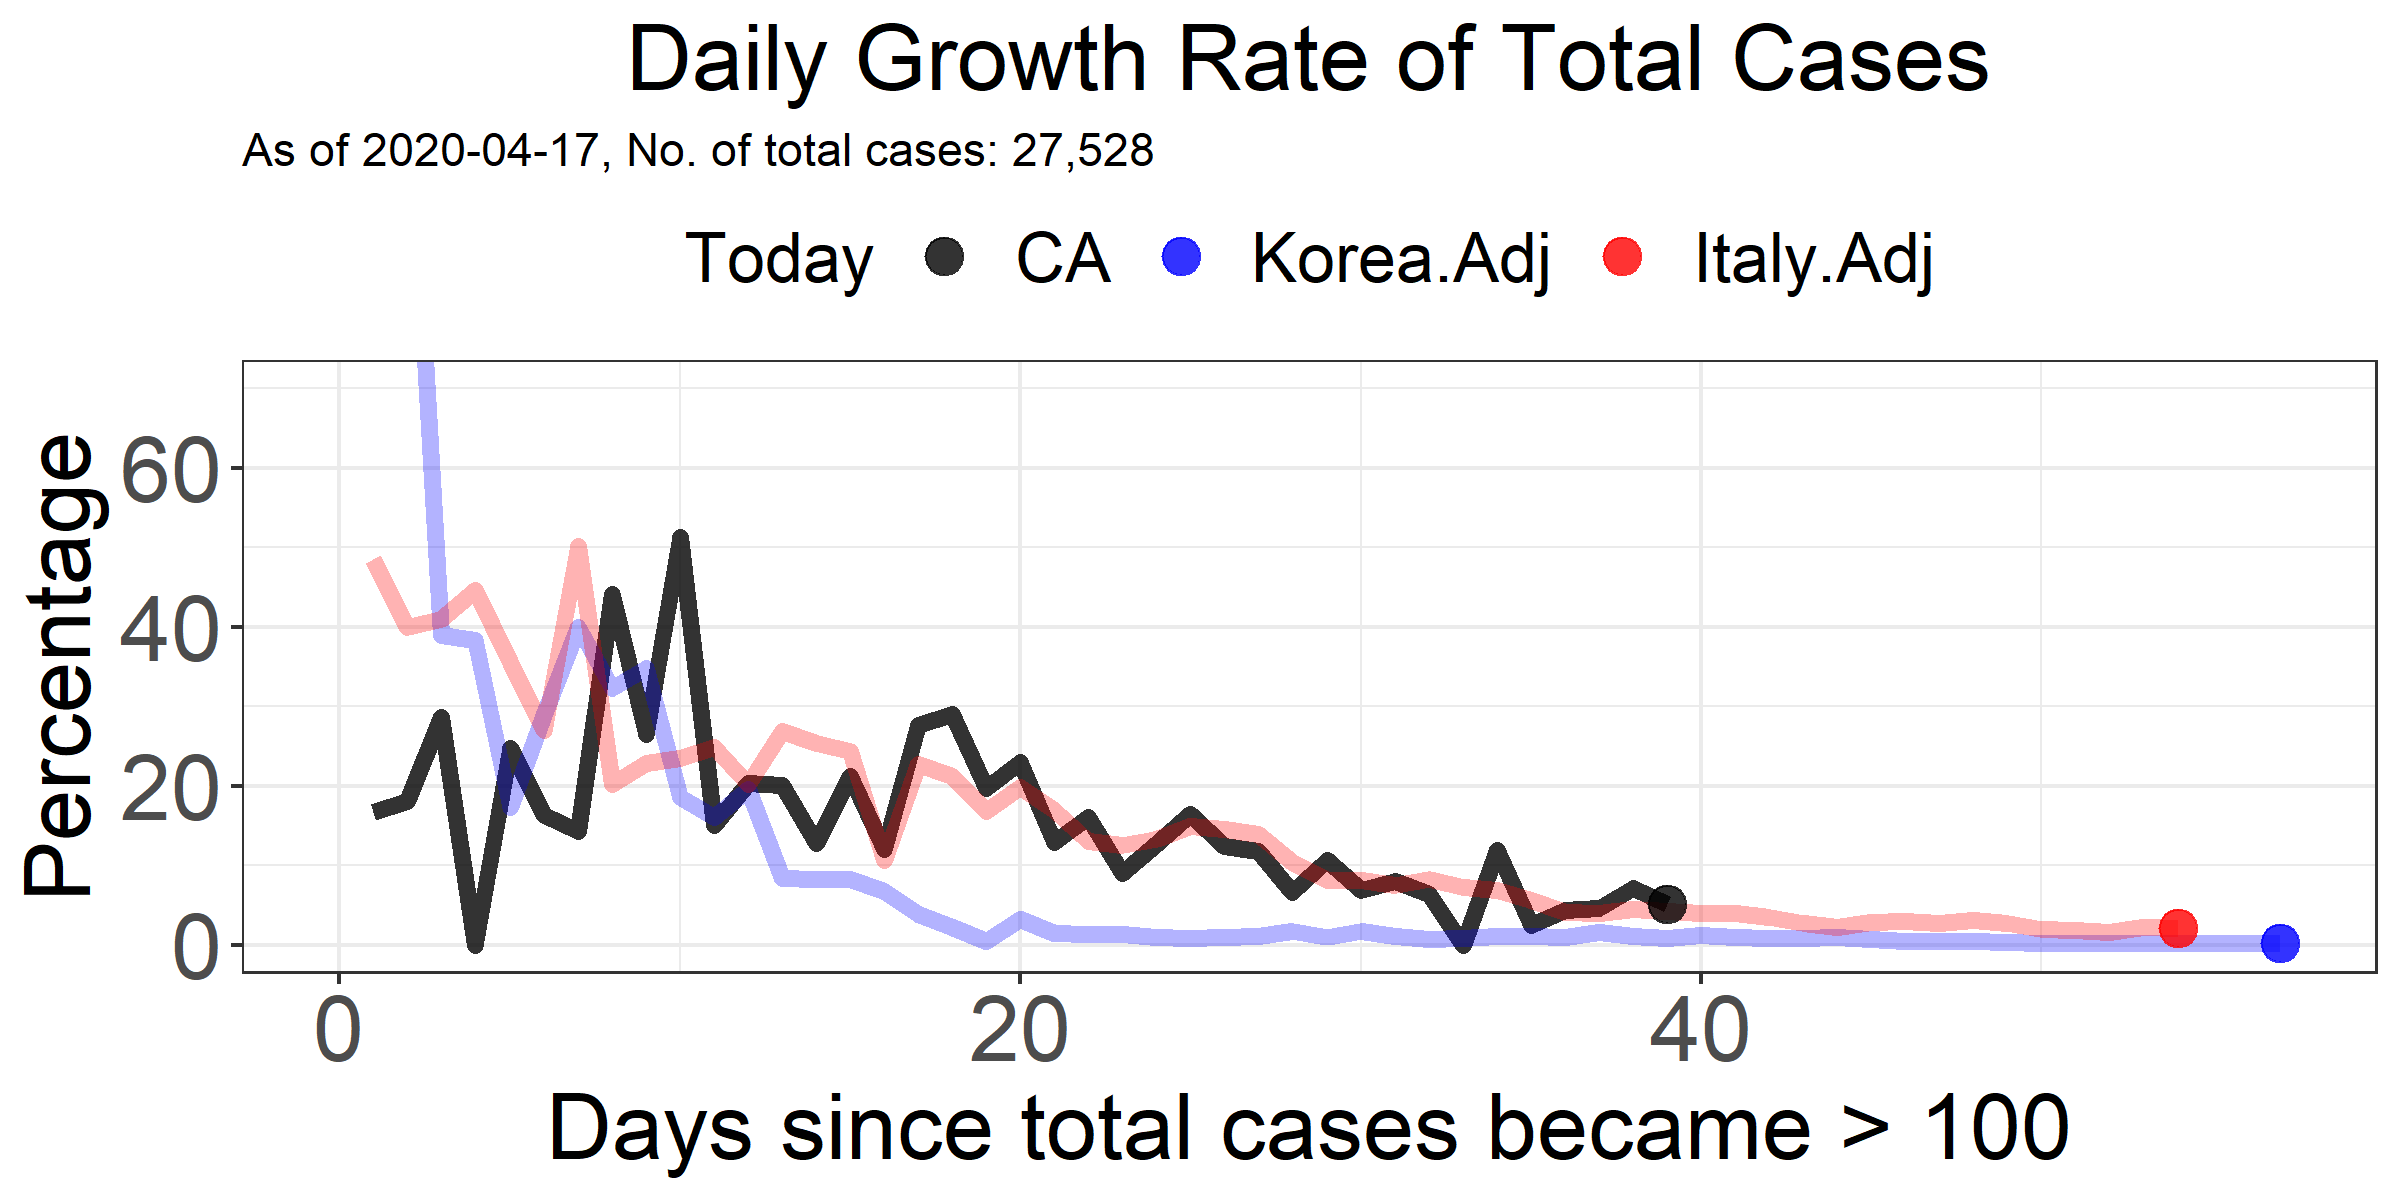 Daily Growth Rate of Total Cases
As of 2020-04-17, No. of total cases: 27,528
Today CA Korea.Adj Italy.Adj
Percentage
60
40
20
0
0 20 40
Days since total cases became > 100